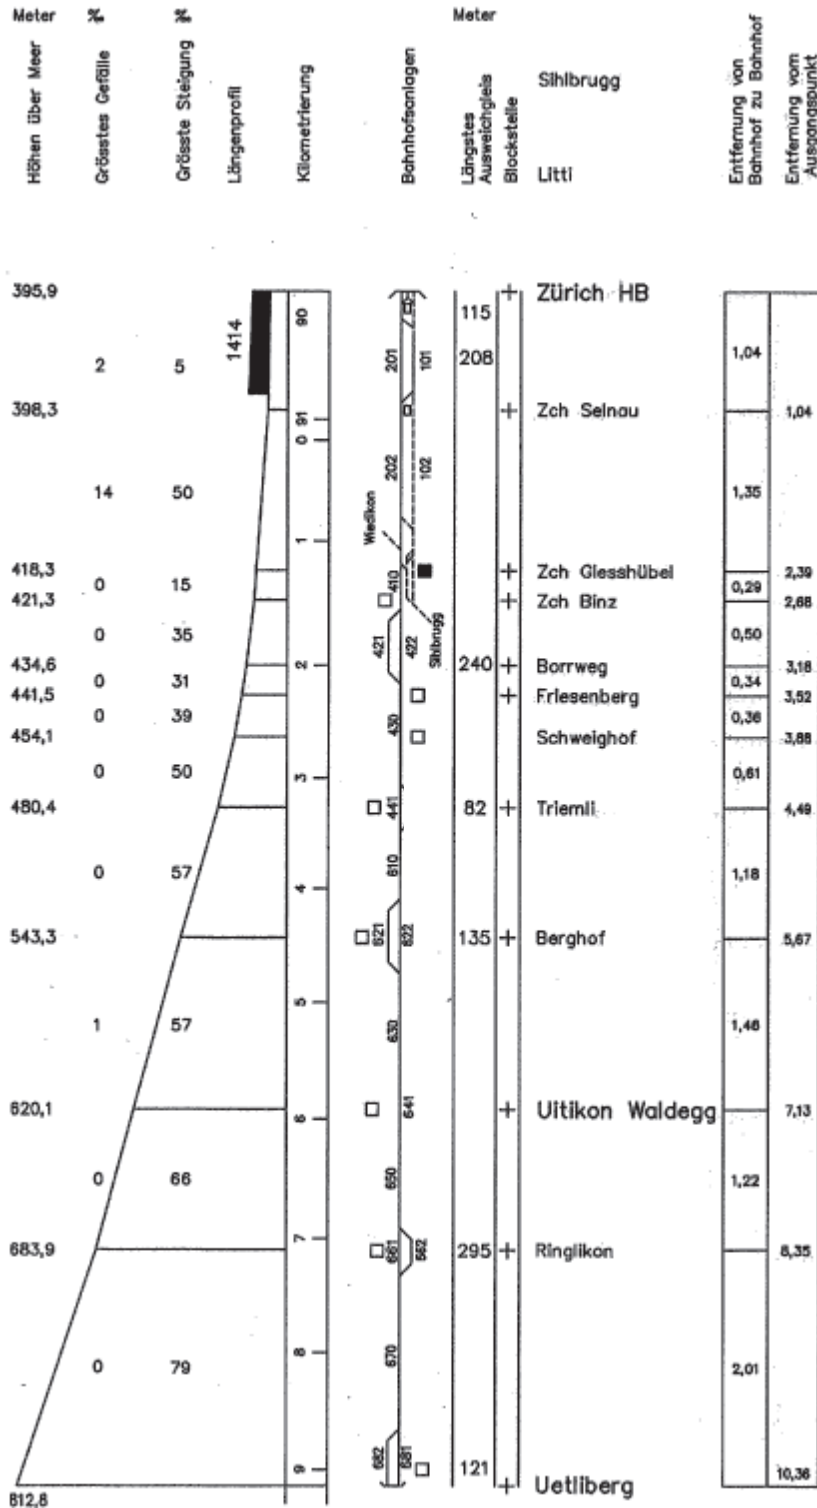 Meter ‰ ‰ Meter
Höhen über Meer
Grösstes Gefälle
Grösste Steigung
Längenprofil
Kilometrierung
Bahnhofsanlagen
Längstes
Ausweichgleis
Blockstelle
Sihlbrugg
Litti
Entfernung von
Bahnhof zu Bahnhof
Entfernung vom
Ausgangspunkt
395,9 Zürich HB
90 115
1414 201 101 208
2 5 1,04
398,3 Zch Selnau 1,04
91
0
14 50 202 102 1,35
Wiedikon
1
418,3 Zch Giesshübel 2,39
0 15 410 0,29
421,3 Zch Binz 2,68
0 35 421 422 Sihlbrugg 0,50
434,6 2 240 Borrweg 3,18
0 31 0,34
441,5 Friesenberg 3,52
0 39 430 0,36
454,1 Schweighof 3,88
0 50 3 0,61
480,4 441 82 Triemli 4,49
0 57 610 1,18
4
543,3 621 622 135 Berghof 5,67
5
1 57 630 1,46
620,1 6 641 Uitikon Waldegg 7,13
0 66 650 1,22
7
683,9 661 662 295 Ringlikon 8,35
8
0 79 670 2,01
9 682 681 121 10,36
812,8 Uetliberg